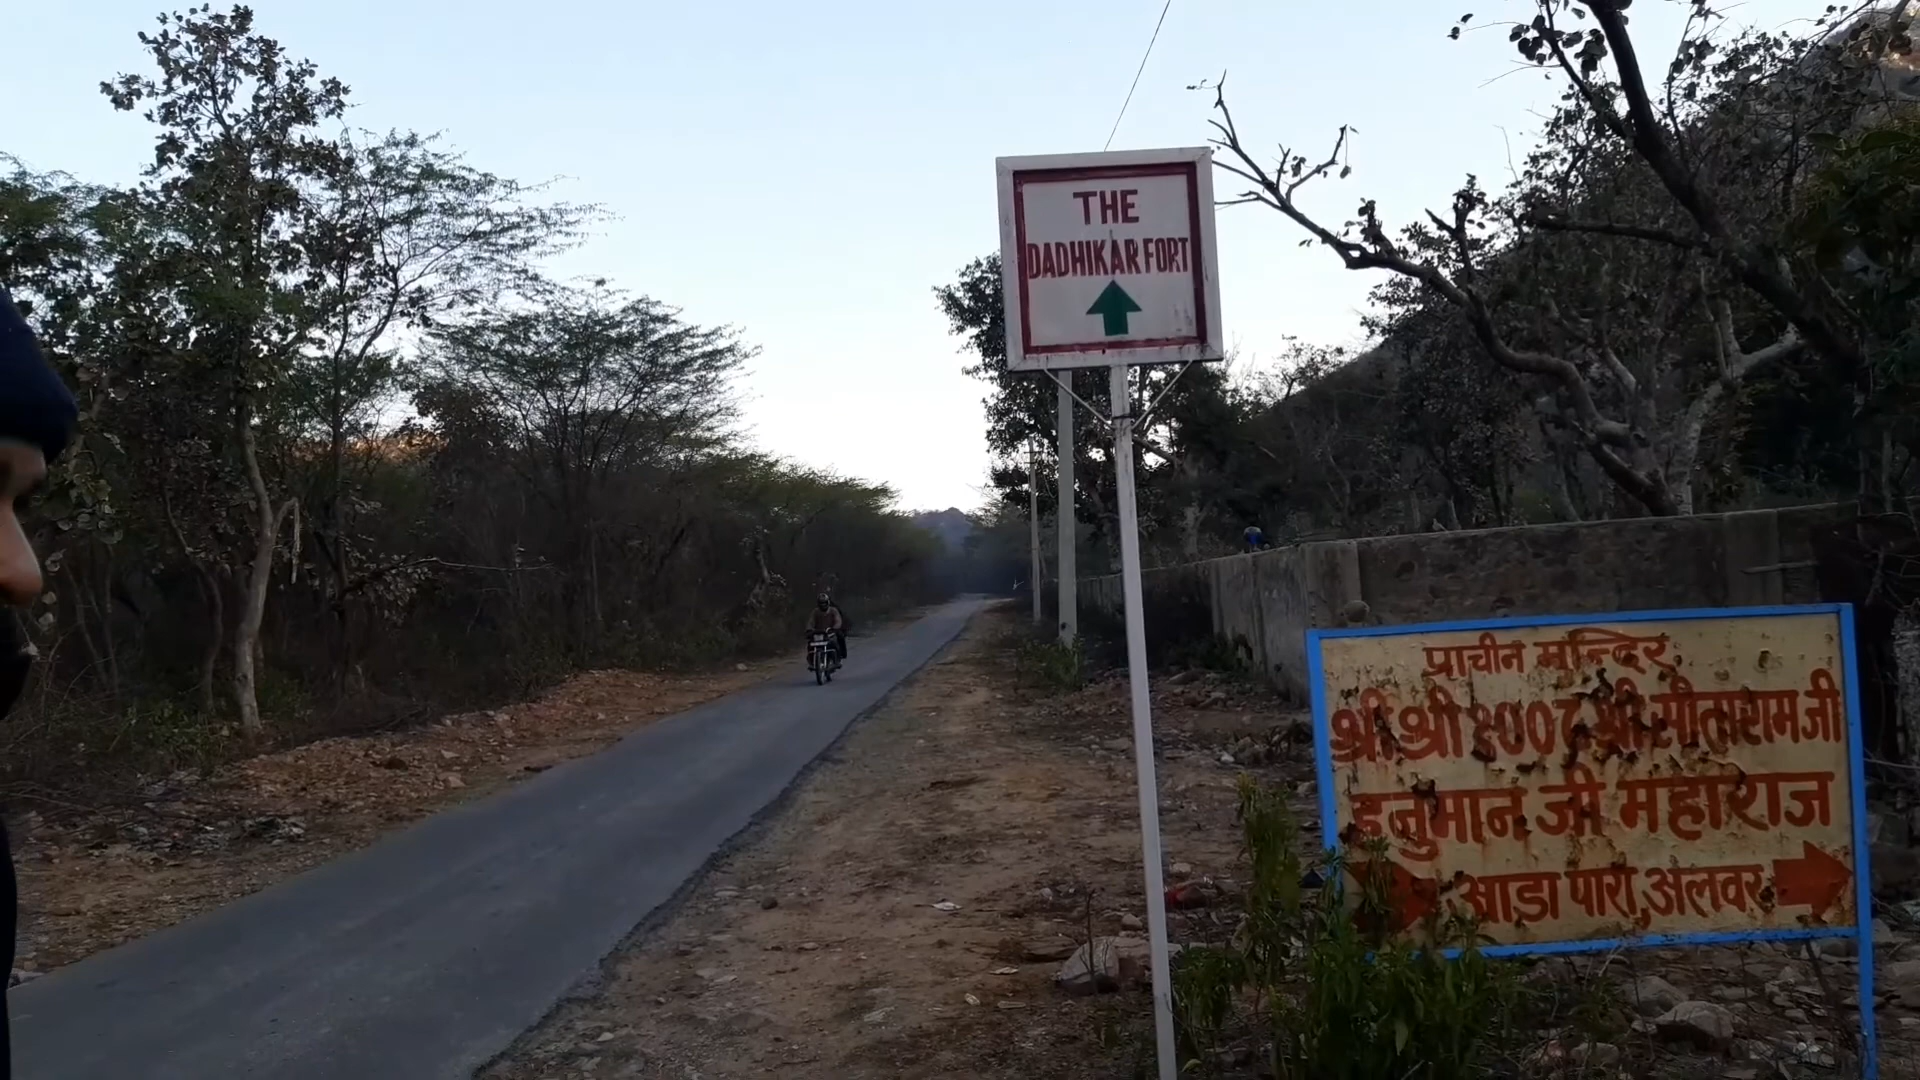 THE
DADHIKAR FORT
प्राचीन मन्दिर
श्री श्री १००८ श्री सीताराम जी
हनुमान जी महाराज
आडा पारा, अलवर